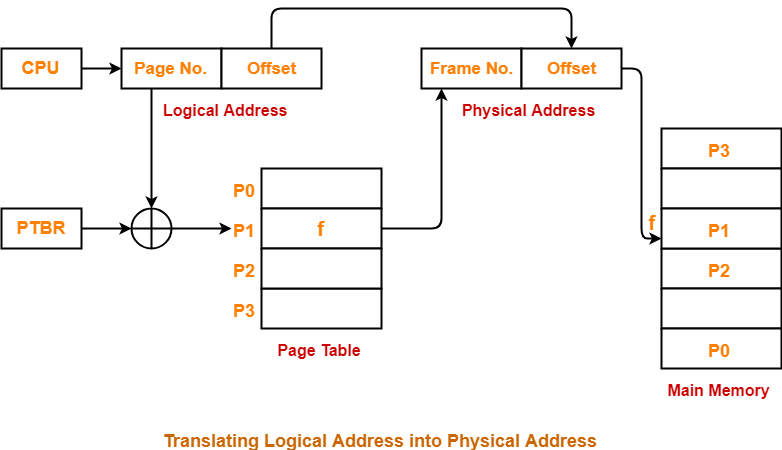 CPU
Page No.
Offset
Frame No.
Offset
Logical Address
Physical Address
P3
P0
PTBR
P1
f
f
P1
P2
P2
P3
P0
Page Table
Main Memory
Translating Logical Address into Physical Address